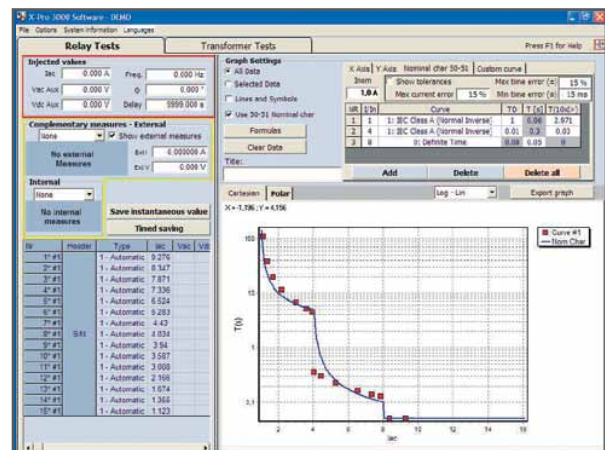 X-Pro 3000 Software - DEMO
File Options System information Languages
Relay Tests
Transformer Tests
Press F1 for Help
Injected values
Iac 0.000 A Freq. 0.000 Hz
Vac Aux 0.000 V 0.000 °
Vdc Aux 0.000 V Delay 9999.000 s
Complementary measures - External
None Show external measures
No external Measures
Ext I 0.000000 A
Ext V 0.000 V
Internal
None
No internal measures
Save instantaneous value
Timed saving
Nr Header Type Iac Vac
1° #1 1 - Automatic 9.276
2° #1 1 - Automatic 8.347
3° #1 1 - Automatic 7.871
4° #1 1 - Automatic 7.336
5° #1 1 - Automatic 6.524
6° #1 1 - Automatic 5.283
7° #1 1 - Automatic 4.43
8° #1 1 - Automatic 4.034
9° #1 1 - Automatic 3.94
10° #1 1 - Automatic 3.587
11° #1 1 - Automatic 3.008
12° #1 1 - Automatic 2.166
13° #1 1 - Automatic 1.674
14° #1 1 - Automatic 1.366
15° #1 1 - Automatic 1.123
Graph Settings
All Data
Selected Data
Lines and Symbols
Use 50-51 Nominal char
Formulas
Clear Data
Title:
X Axis Y Axis Nominal char 50-51 Custom curve
Inom 1,0 A
Show tolerances
Max time error (±) 15 %
Max current error 15 % Min time error (±) 15 ms
NR I/In Curve TD T [s] T(10x)
1 1 1: IEC Class A (Normal Inverse) 1 0.06 2.971
2 4 1: IEC Class A (Normal Inverse) 0.01 0.3 0.03
3 8 0: Definite Time 0.08 0.05 0
Add Delete Delete all
Cartesian Polar Log - Lin Export graph
X = -1,196 ; Y = 4,156
Curve #1
Nom Char
T(s)
100
10
1
0,1
0 2 4 6 8 10 12 14 16
Iac